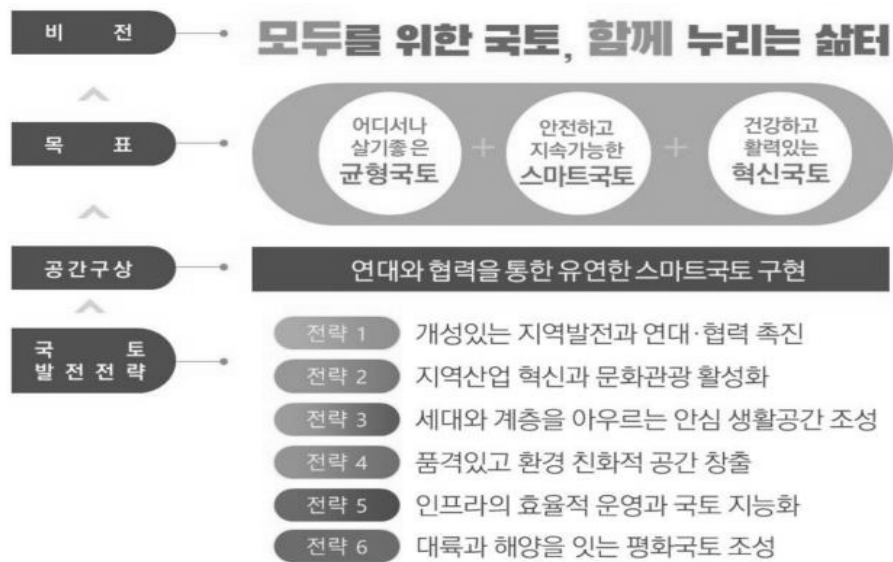 비 전
모두를 위한 국토, 함께 누리는 삶터
목 표
어디서나
살기좋은
균형국토
+
안전하고
지속가능한
스마트국토
+
건강하고
활력있는
혁신국토
공간구상
연대와 협력을 통한 유연한 스마트국토 구현
국 토
발전전략
전략 1 개성있는 지역발전과 연대·협력 촉진
전략 2 지역산업 혁신과 문화관광 활성화
전략 3 세대와 계층을 아우르는 안심 생활공간 조성
전략 4 품격있고 환경 친화적 공간 창출
전략 5 인프라의 효율적 운영과 국토 지능화
전략 6 대륙과 해양을 잇는 평화국토 조성